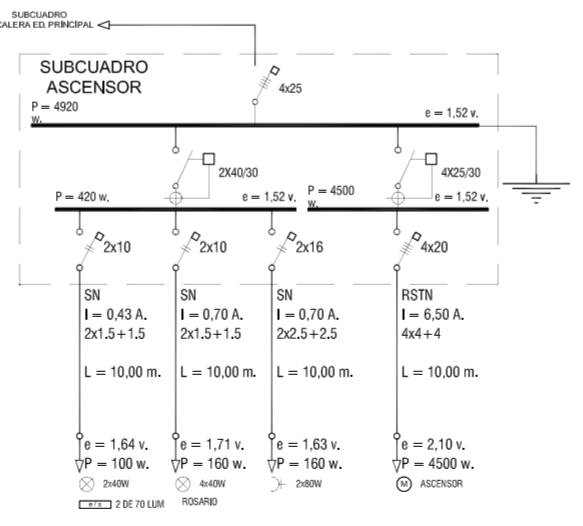 SUBCUADRO
CALERA ED. PRINCIPAL
SUBCUADRO
ASCENSOR
4x25
P = 4920
w.
e = 1,52 v.
2X40/30
4X25/30
P = 420 w.
e = 1,52 v.
P = 4500
w.
e = 1,52 v.
2x10
2x10
2x16
4x20
SN
I = 0,43 A.
2x1.5+1.5
L = 10,00 m.
e = 1,64 v.
P = 100 w.
2x40W
e / s
2 DE 70 LUM
SN
I = 0,70 A.
2x1.5+1.5
L = 10,00 m.
e = 1,71 v.
P = 160 w.
4x40W
ROSARIO
SN
I = 0,70 A.
2x2.5+2.5
L = 10,00 m.
e = 1,63 v.
P = 160 w.
2x80W
RSTN
I = 6,50 A.
4x4+4
L = 10,00 m.
e = 2,10 v.
P = 4500 w.
M ASCENSOR